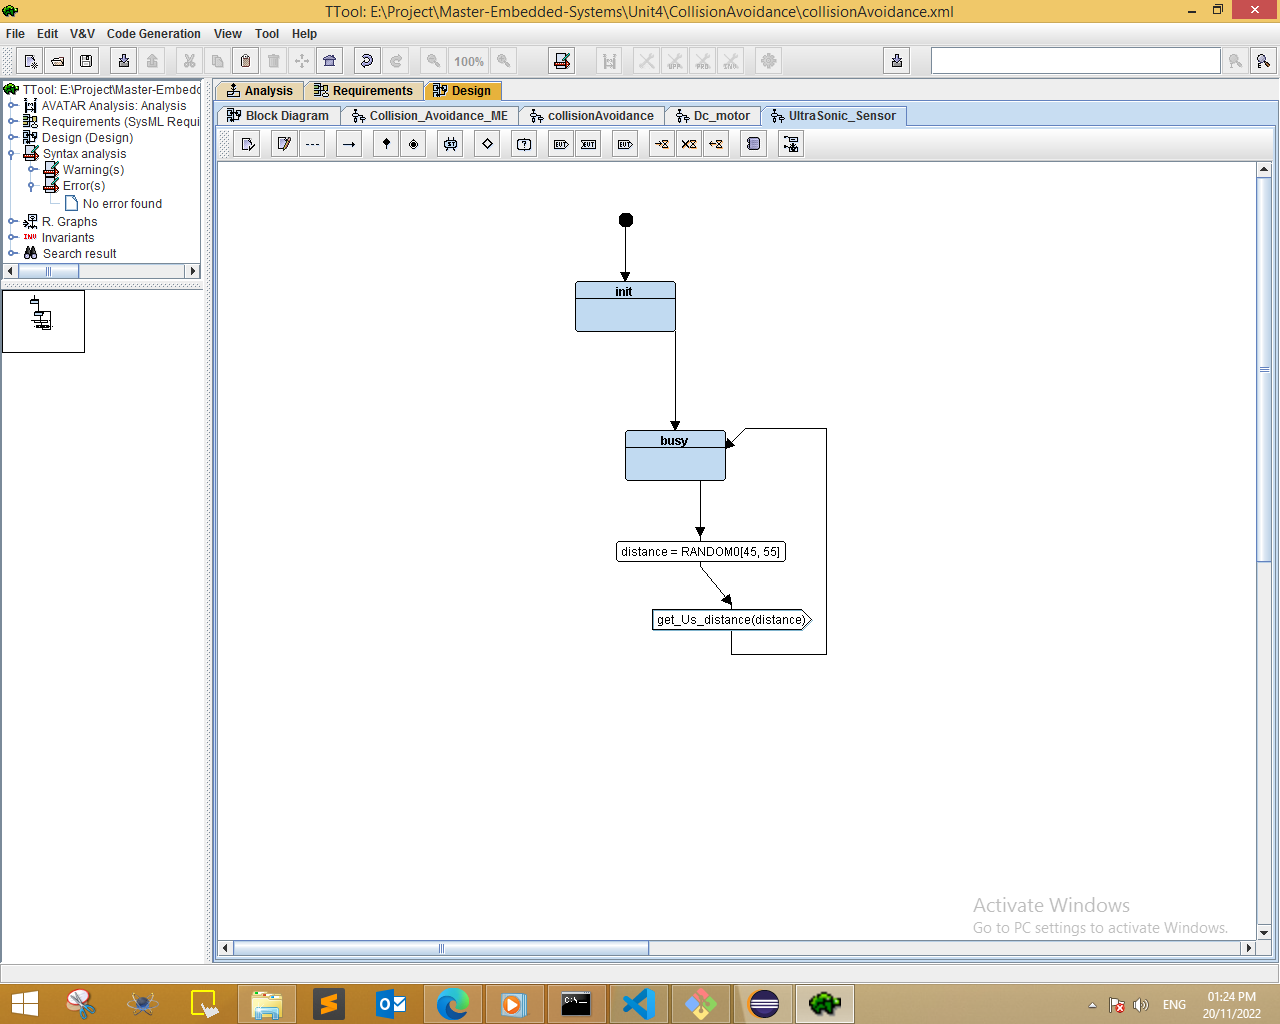 TTool: E:\Project\Master-Embedded-Systems\Unit4\CollisionAvoidance\collisionAvoidance.xml
File Edit V&V Code Generation View Tool Help
100%
TTool: E:\Project\Master-Embedd
AVATAR Analysis: Analysis
Requirements (SysML Requi
Design (Design)
Syntax analysis
Warning(s)
Error(s)
No error found
R. Graphs
Invariants
Search result
Analysis Requirements Design
Block Diagram Collision_Avoidance_ME collisionAvoidance Dc_motor UltraSonic_Sensor
init
busy
distance = RANDOM0[45, 55]
get_Us_distance(distance)
Activate Windows
Go to PC settings to activate Windows.
ENG
01:24 PM
20/11/2022